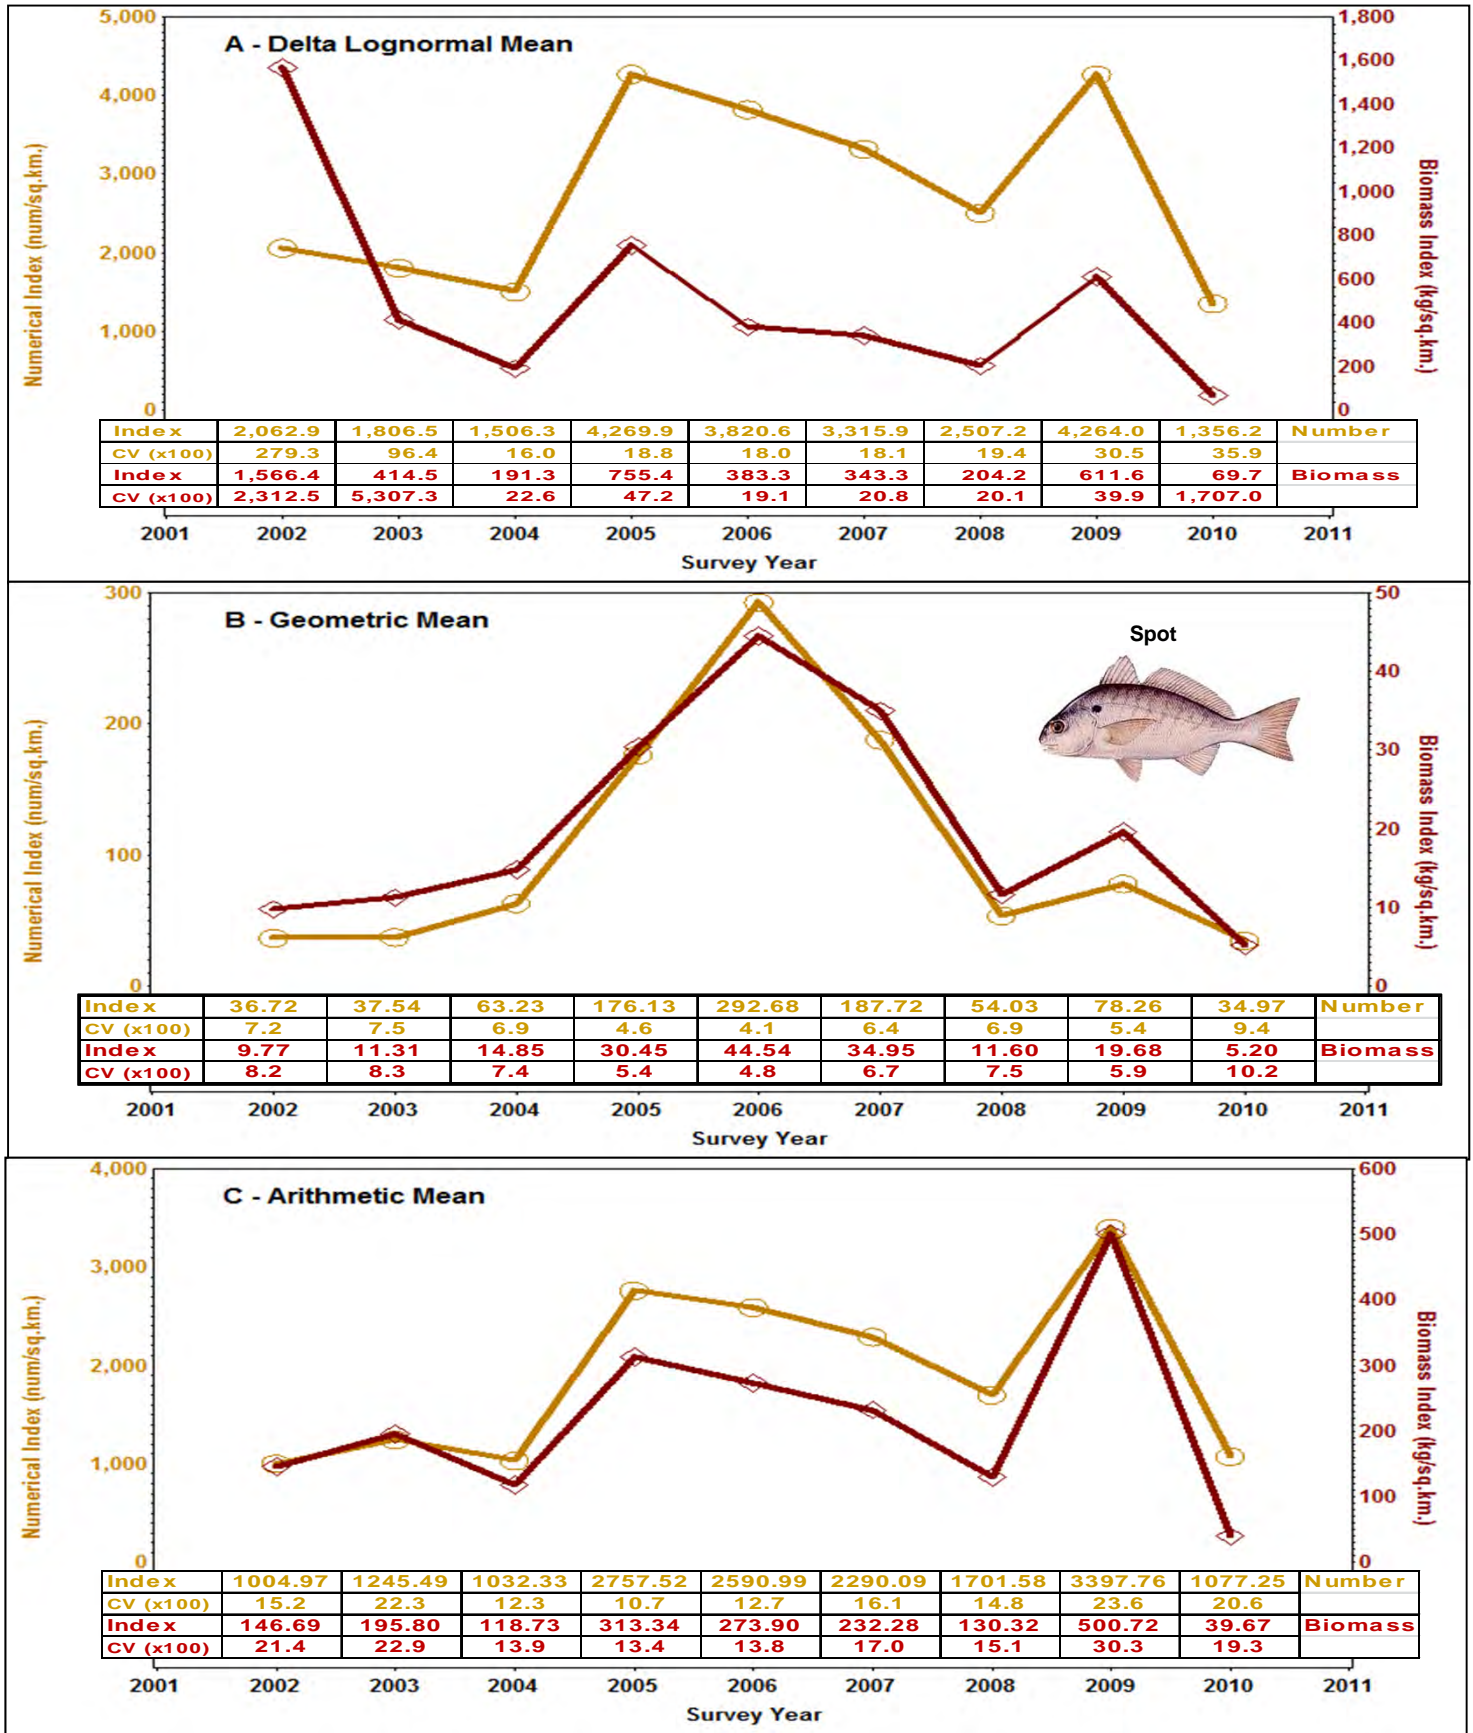 A - Delta Lognormal Mean
Numerical Index (num/sq.km.)
5,000
4,000
3,000
2,000
1,000
0
1,800
1,600
1,400
1,200
1,000
800
600
400
200
0
Biomass Index (kg/sq.km.)
Index 2,062.9 1,806.5 1,506.3 4,269.9 3,820.6 3,315.9 2,507.2 4,264.0 1,356.2 Number
CV (x100) 279.3 96.4 16.0 18.8 18.0 18.1 19.4 30.5 35.9
Index 1,566.4 414.5 191.3 755.4 383.3 343.3 204.2 611.6 69.7 Biomass
CV (x100) 2,312.5 5,307.3 22.6 47.2 19.1 20.8 20.1 39.9 1,707.0
2001 2002 2003 2004 2005 2006 2007 2008 2009 2010 2011
Survey Year
B - Geometric Mean
Spot
Numerical Index (num/sq.km.)
300
200
100
0
50
40
30
20
10
0
Biomass Index (kg/sq.km.)
Index 36.72 37.54 63.23 176.13 292.68 187.72 54.03 78.26 34.97 Number
CV (x100) 7.2 7.5 6.9 4.6 4.1 6.4 6.9 5.4 9.4
Index 9.77 11.31 14.85 30.45 44.54 34.95 11.60 19.68 5.20 Biomass
CV (x100) 8.2 8.3 7.4 5.4 4.8 6.7 7.5 5.9 10.2
2001 2002 2003 2004 2005 2006 2007 2008 2009 2010 2011
Survey Year
C - Arithmetic Mean
Numerical Index (num/sq.km.)
4,000
3,000
2,000
1,000
0
600
500
400
300
200
100
0
Biomass Index (kg/sq.km.)
Index 1004.97 1245.49 1032.33 2757.52 2590.99 2290.09 1701.58 3397.76 1077.25 Number
CV (x100) 15.2 22.3 12.3 10.7 12.7 16.1 14.8 23.6 20.6
Index 146.69 195.80 118.73 313.34 273.90 232.28 130.32 500.72 39.67 Biomass
CV (x100) 21.4 22.9 13.9 13.4 13.8 17.0 15.1 30.3 19.3
2001 2002 2003 2004 2005 2006 2007 2008 2009 2010 2011
Survey Year